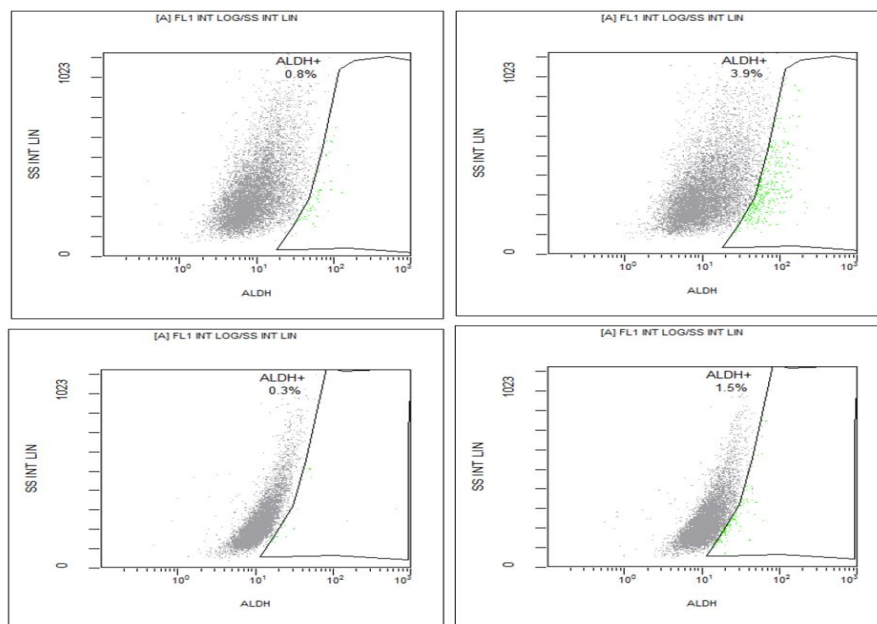 [A] FL1 INT LOG/SS INT LIN
ALDH+
0.8%
1023
SS INT LIN
0
10⁰ 10¹ 10² 10³
ALDH
[A] FL1 INT LOG/SS INT LIN
ALDH+
3.9%
1023
SS INT LIN
0
10⁰ 10¹ 10² 10³
ALDH
[A] FL1 INT LOG/SS INT LIN
ALDH+
0.3%
1023
SS INT LIN
0
10⁰ 10¹ 10² 10³
ALDH
[A] FL1 INT LOG/SS INT LIN
ALDH+
1.5%
1023
SS INT LIN
0
10⁰ 10¹ 10² 10³
ALDH